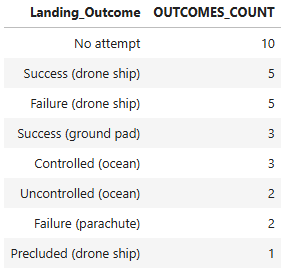 Landing_Outcome OUTCOMES_COUNT
No attempt 10
Success (drone ship) 5
Failure (drone ship) 5
Success (ground pad) 3
Controlled (ocean) 3
Uncontrolled (ocean) 2
Failure (parachute) 2
Precluded (drone ship) 1